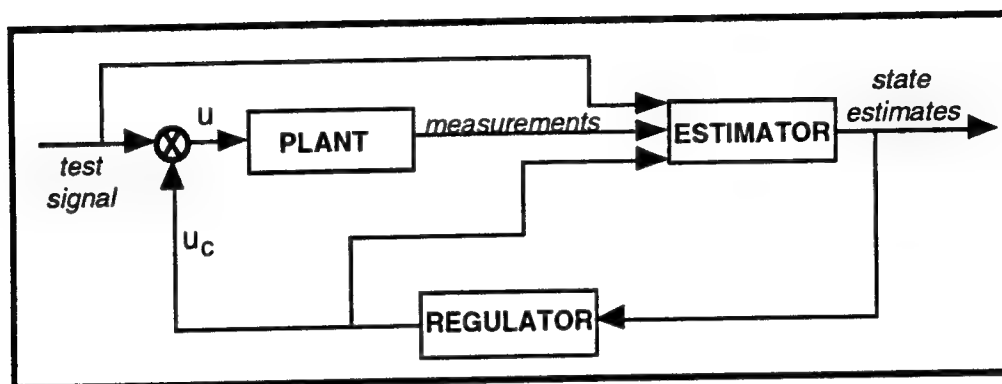 state
estimates
u
PLANT
measurements
ESTIMATOR
test
signal
u_c
REGULATOR